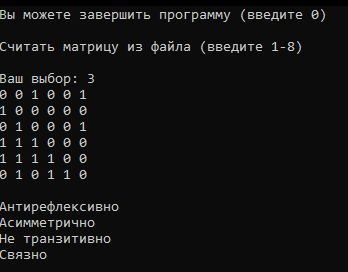 Вы можете завершить программу (введите 0)
Считать матрицу из файла (введите 1-8)
Ваш выбор: 3
0 0 1 0 0 1
1 0 0 0 0 0
0 1 0 0 0 1
1 1 1 0 0 0
1 1 1 1 0 0
0 1 0 1 1 0
Антирефлексивно
Асимметрично
Не транзитивно
Связно